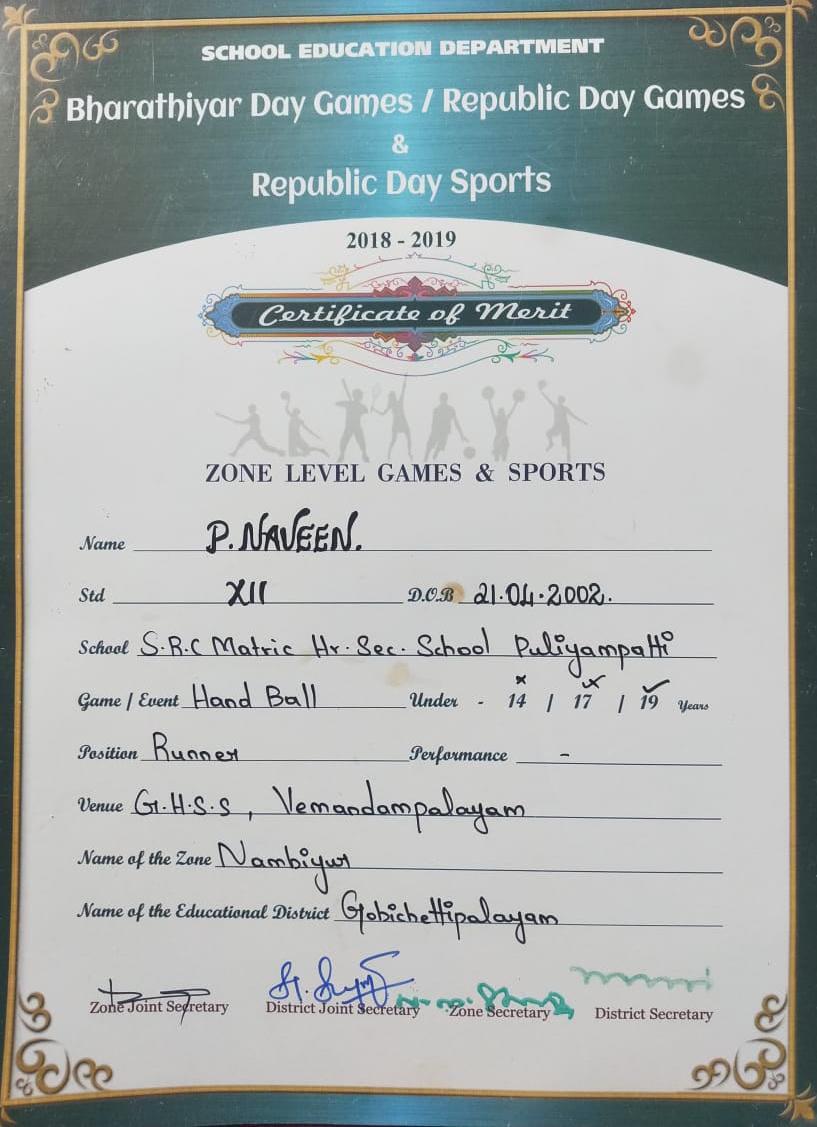 SCHOOL EDUCATION DEPARTMENT
Bharathiyar Day Games / Republic Day Games
&
Republic Day Sports
2018 - 2019
Certificate of Merit
ZONE LEVEL GAMES & SPORTS
Name P. NAVEEN.
Std XII D.O.B 21.04.2002.
School S.R.C Matric Hr. Sec. School Puliyampatti
Game / Event Hand Ball Under - 14 / 17 / 19 Years
Position Runner Performance -
Venue G.H.S.S, Vemandampalayam
Name of the Zone Nambiyur
Name of the Educational District Gobichettipalayam
Zone Joint Secretary District Joint Secretary Zone Secretary District Secretary